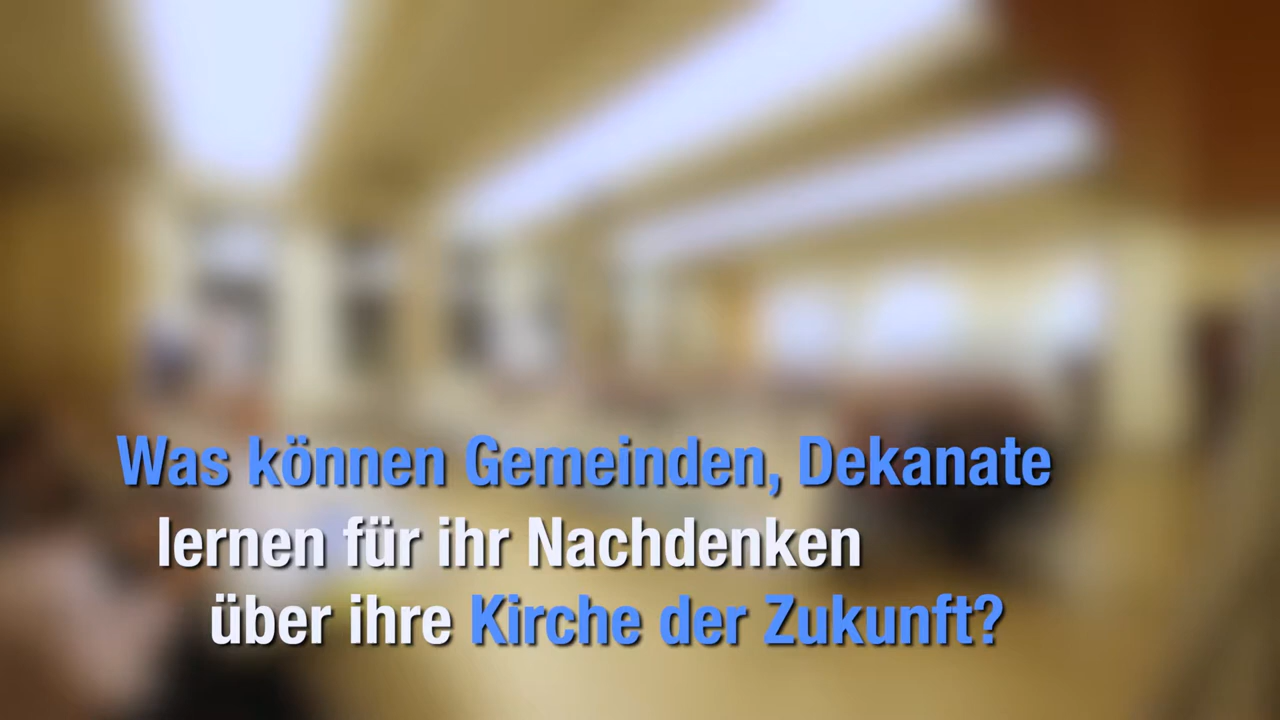 Was können Gemeinden, Dekanate
lernen für ihr Nachdenken
über ihre Kirche der Zukunft?